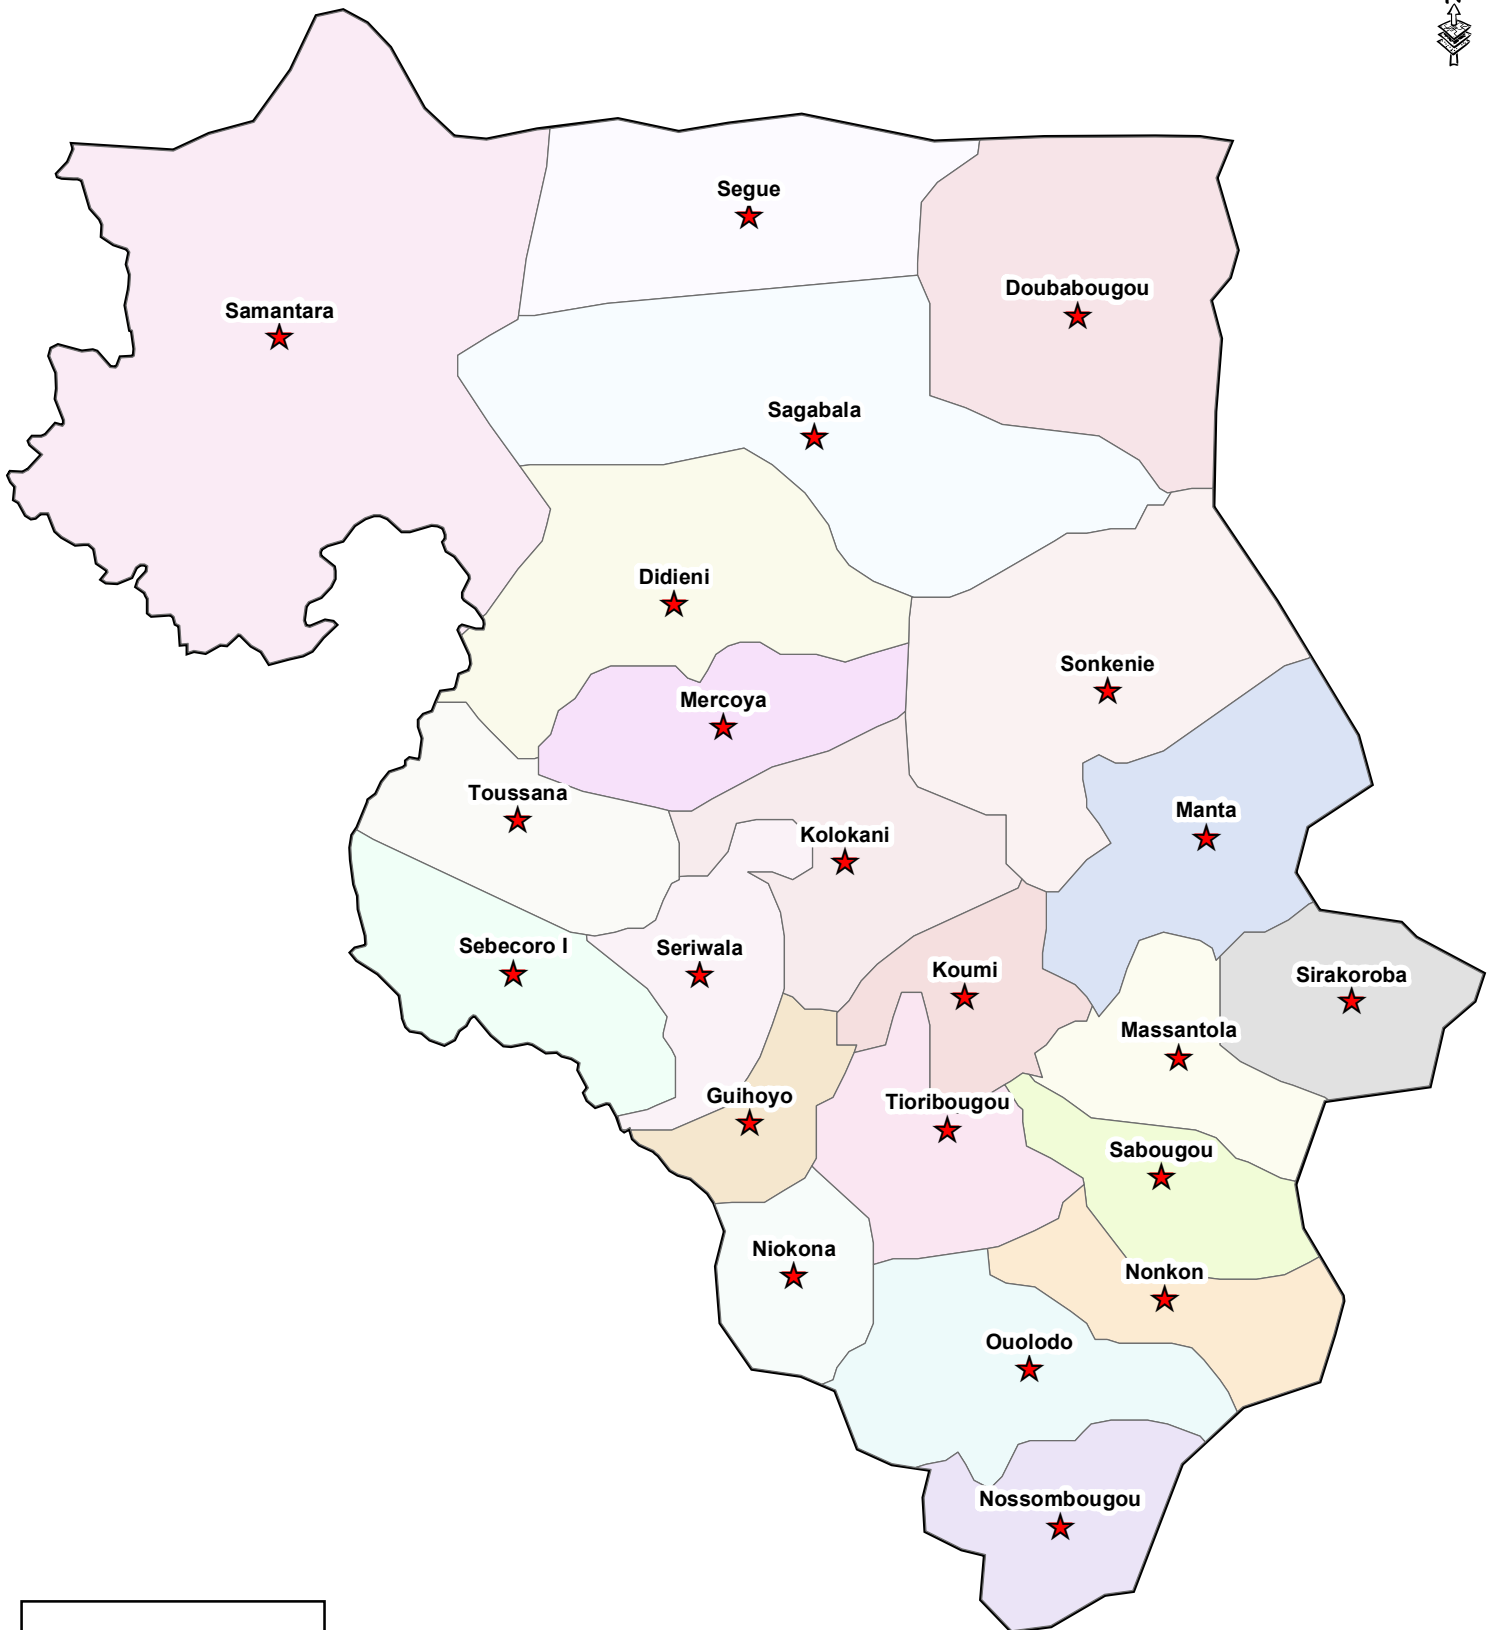 Segue
Doubabougou
Samantara
Sagabala
Didieni
Sonkenie
Mercoya
Toussana
Manta
Kolokani
Sebecoro I
Seriwala
Koumi
Sirakoroba
Massantola
Guihoyo
Tioribougou
Sabougou
Niokona
Nonkon
Ouolodo
Nossombougou